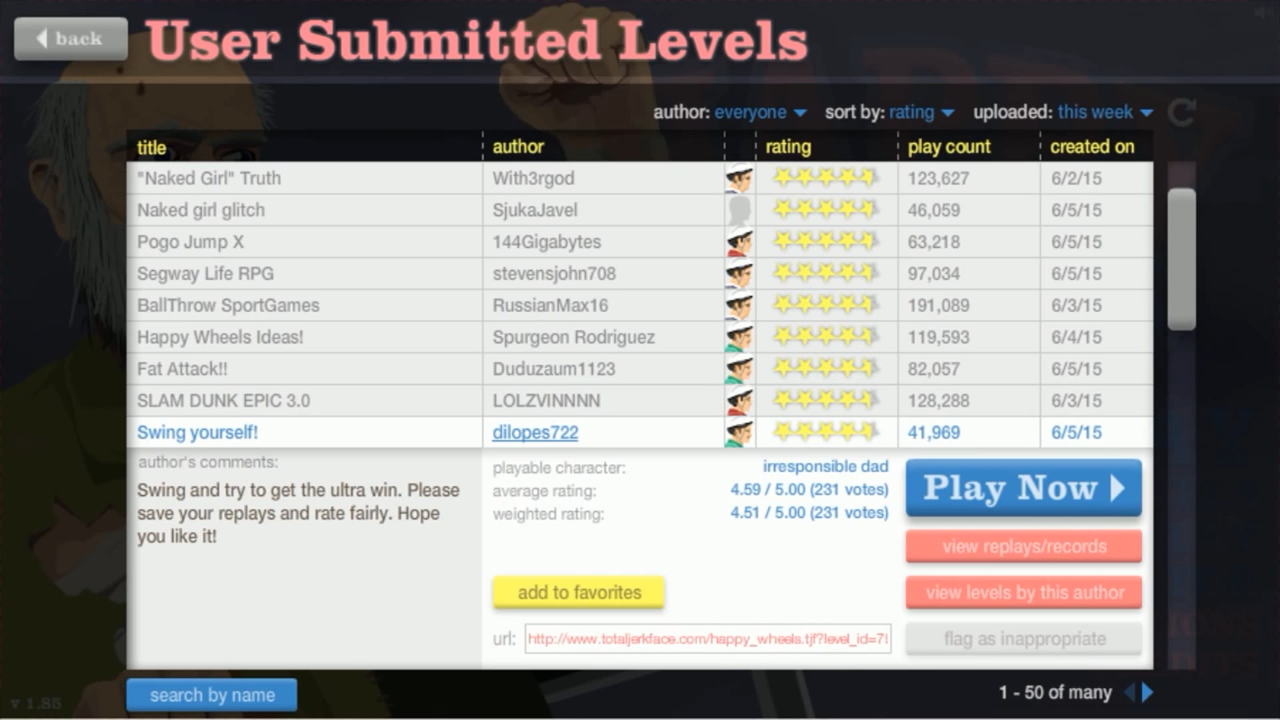 back
User Submitted Levels
author: everyone sort by: rating uploaded: this week
title author rating play count created on
"Naked Girl" Truth With3rgod 123,627 6/2/15
Naked girl glitch SjukaJavel 46,059 6/5/15
Pogo Jump X 144Gigabytes 63,218 6/5/15
Segway Life RPG stevensjohn708 97,034 6/5/15
BallThrow SportGames RussianMax16 191,089 6/3/15
Happy Wheels Ideas! Spurgeon Rodriguez 119,593 6/4/15
Fat Attack!! Duduzaum1123 82,057 6/5/15
SLAM DUNK EPIC 3.0 LOLZVINNNN 128,288 6/3/15
Swing yourself! dilopes722 41,969 6/5/15
author's comments:
Swing and try to get the ultra win. Please
save your replays and rate fairly. Hope
you like it!
playable character: irresponsible dad
average rating: 4.59 / 5.00 (231 votes)
weighted rating: 4.51 / 5.00 (231 votes)
add to favorites
url: http://www.totaljerkface.com/happy_wheels.tjf?level_id=7
Play Now
view replays/records
view levels by this author
flag as inappropriate
search by name
1 - 50 of many
v 1.85